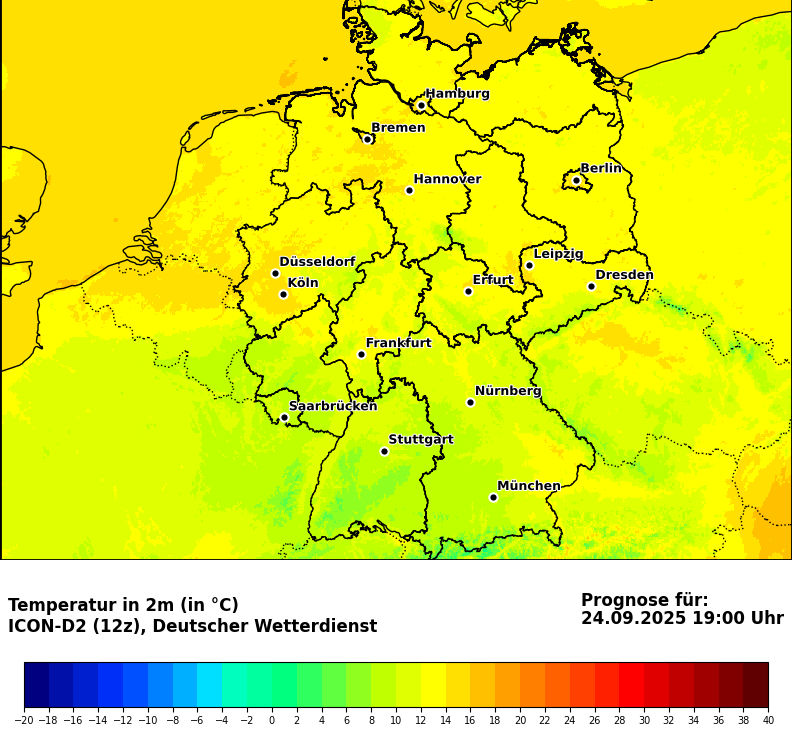 Hamburg
Bremen
Berlin
Hannover
Leipzig
Düsseldorf
Dresden
Köln
Erfurt
Frankfurt
Nürnberg
Saarbrücken
Stuttgart
München
Temperatur in 2m (in °C)
ICON-D2 (12z), Deutscher Wetterdienst
Prognose für:
24.09.2025 19:00 Uhr
−20 −18 −16 −14 −12 −10 −8 −6 −4 −2 0 2 4 6 8 10 12 14 16 18 20 22 24 26 28 30 32 34 36 38 40